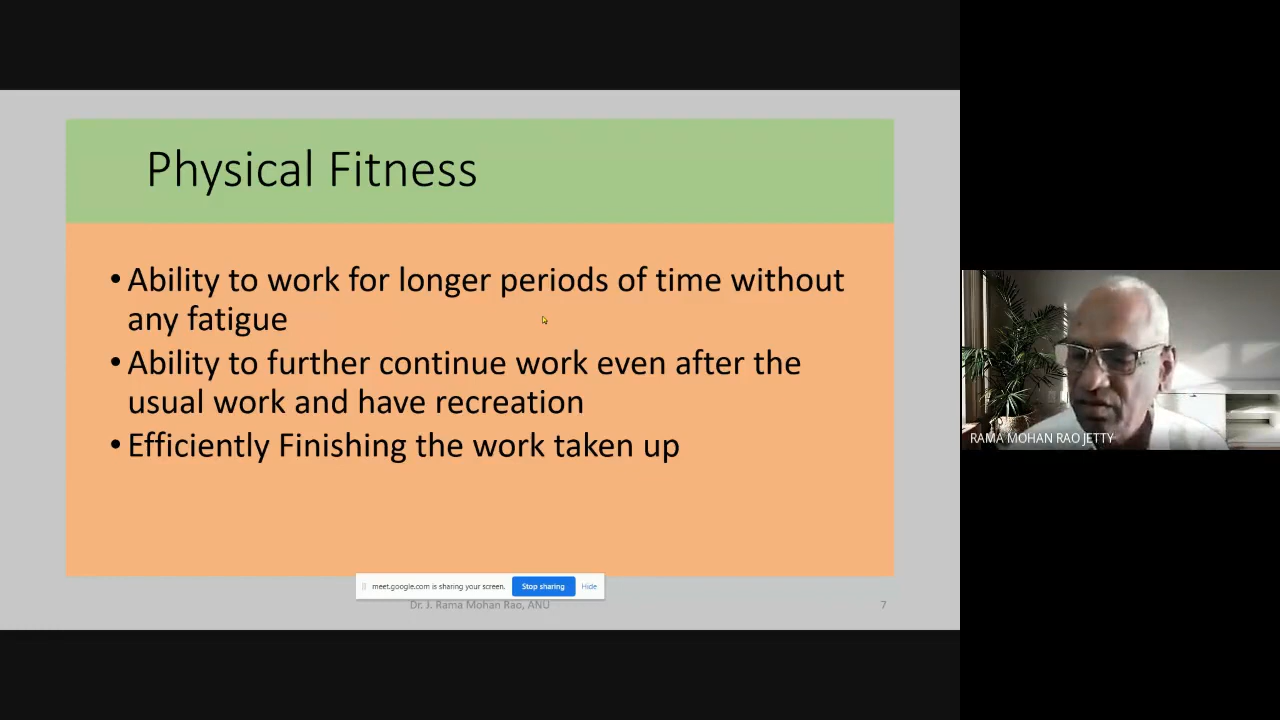 Physical Fitness
• Ability to work for longer periods of time without
any fatigue
• Ability to further continue work even after the
usual work and have recreation
• Efficiently Finishing the work taken up
meet.google.com is sharing your screen. Stop sharing Hide
Dr. J. Rama Mohan Rao, ANU 7
RAMA MOHAN RAO JETTY